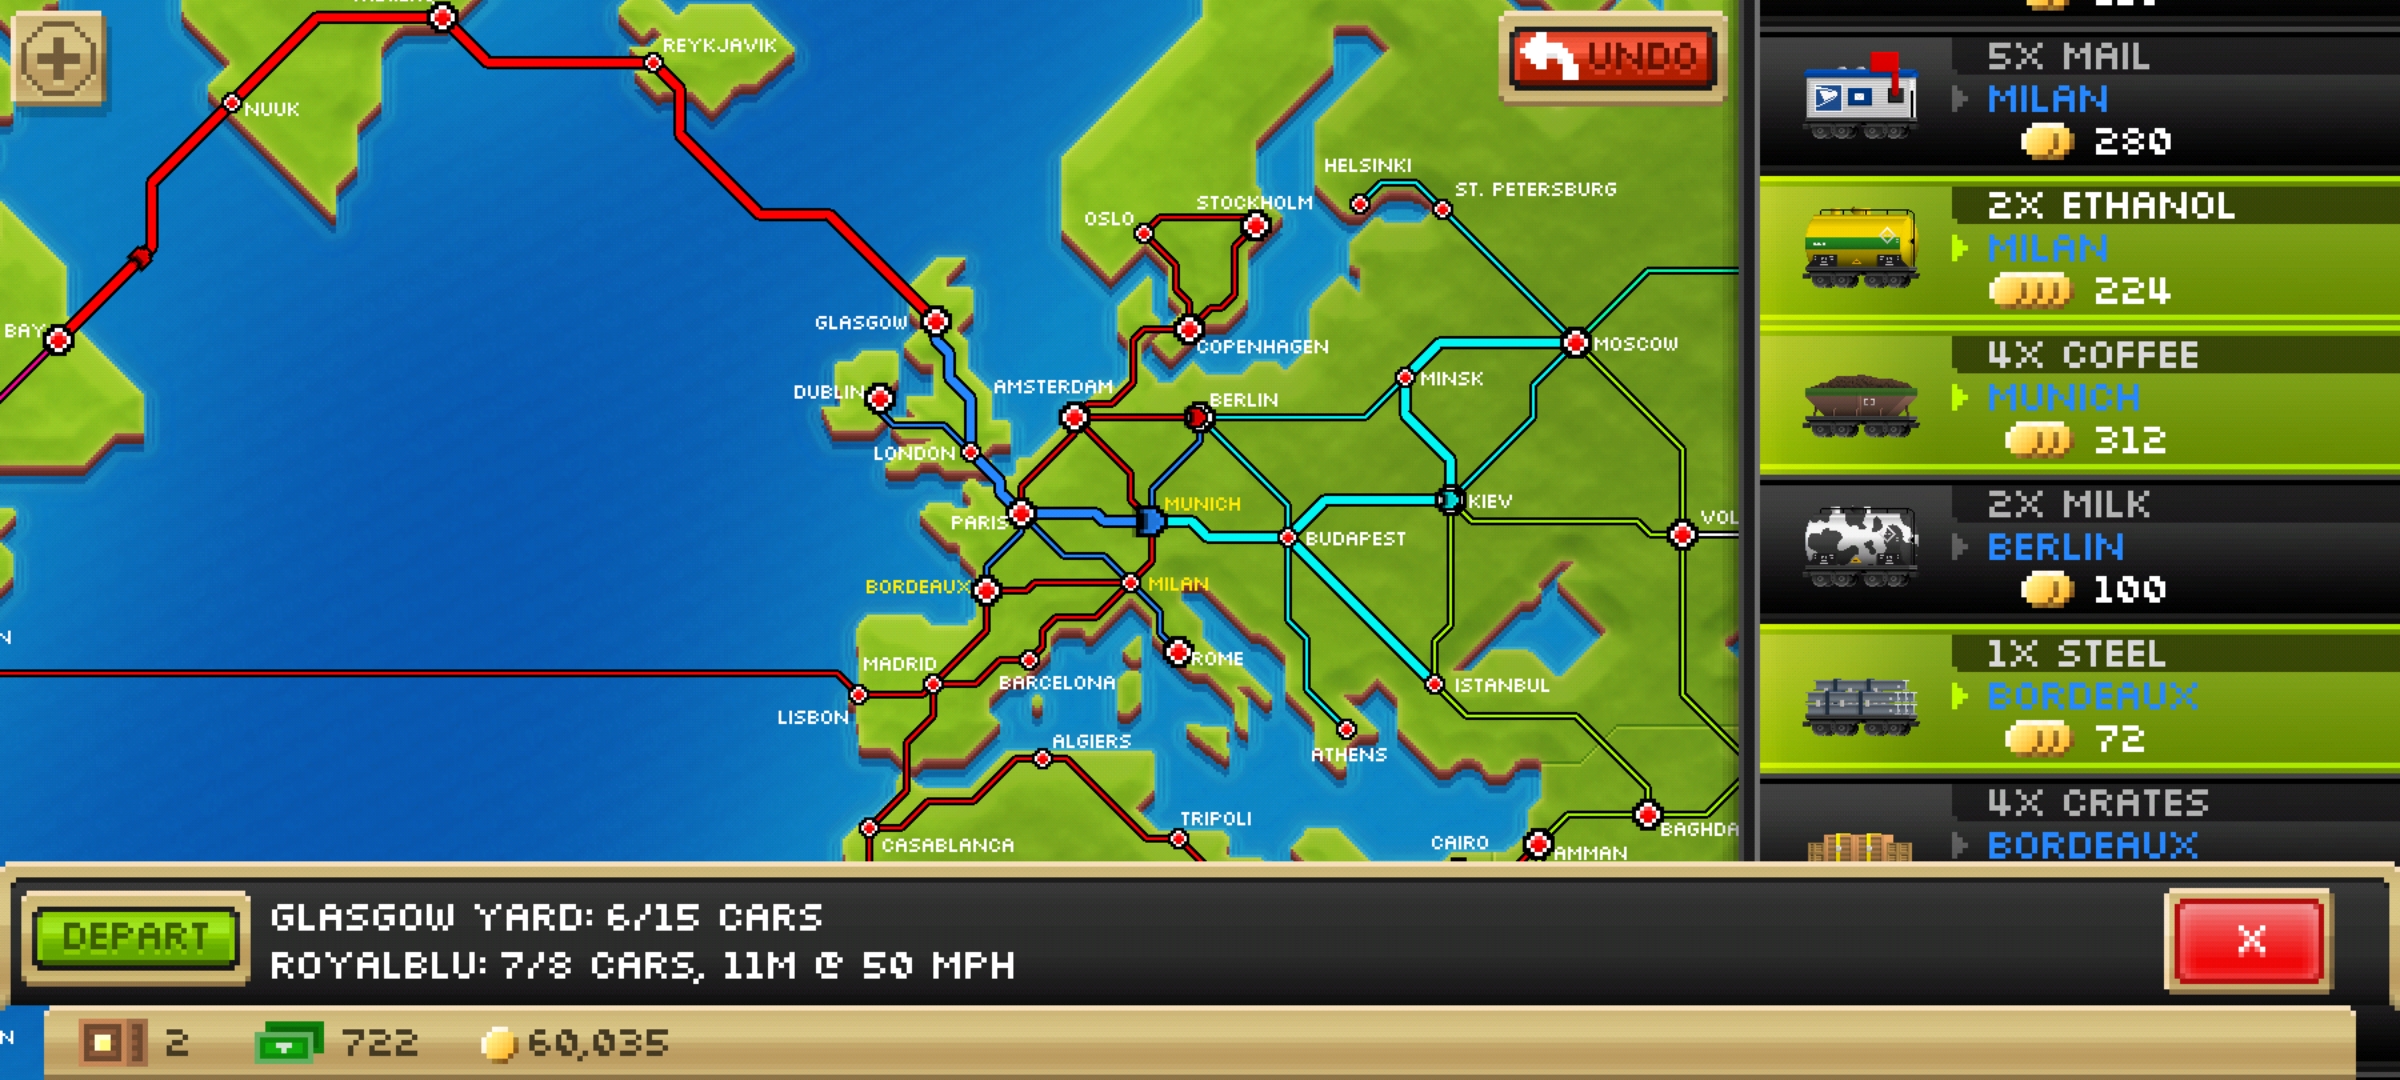 REYKJAVIK
UNDO
NUUK
HELSINKI
ST. PETERSBURG
STOCKHOLM
OSLO
GLASGOW
BAY
COPENHAGEN
MOSCOW
MINSK
AMSTERDAM
DUBLIN
BERLIN
LONDON
MUNICH
PARIS
KIEV
VOL
BUDAPEST
BORDEAUX
MILAN
N
MADRID
ROME
BARCELONA
ISTANBUL
LISBON
ALGIERS
ATHENS
TRIPOLI
CASABLANCA
CAIRO
BAGHDA
AMMAN
5X MAIL
MILAN
280
2X ETHANOL
MILAN
224
4X COFFEE
MUNICH
312
2X MILK
BERLIN
100
1X STEEL
BORDEAUX
72
4X CRATES
BORDEAUX
DEPART
GLASGOW YARD: 6/15 CARS
ROYALBLU: 7/8 CARS, 11M @ 50 MPH
X
N
2
722
60,035